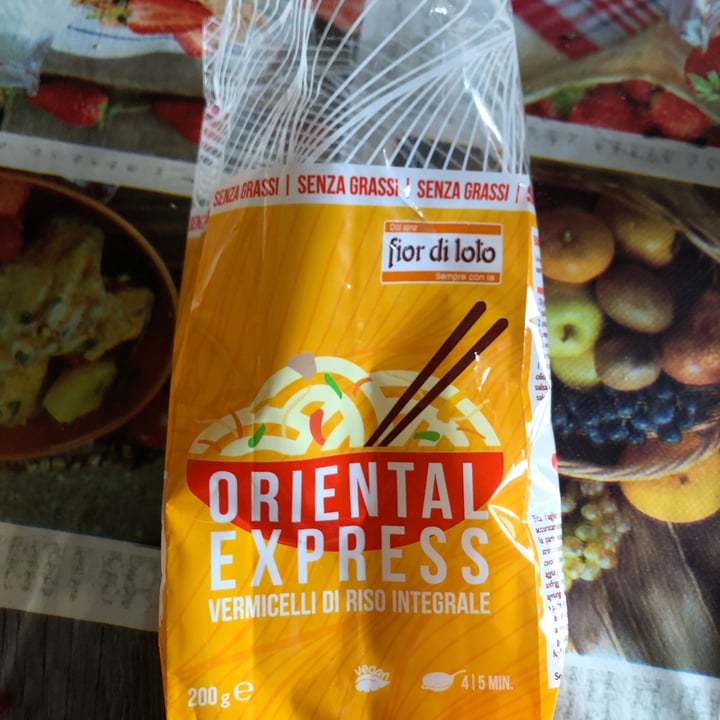 SENZA GRASSI | SENZA GRASSI | SENZA GRASSI |
Dal 1972
fior di loto
Sempre con te
ORIENTAL
EXPRESS
VERMICELLI DI RISO INTEGRALE
vegan
200 g e
4|5 MIN.